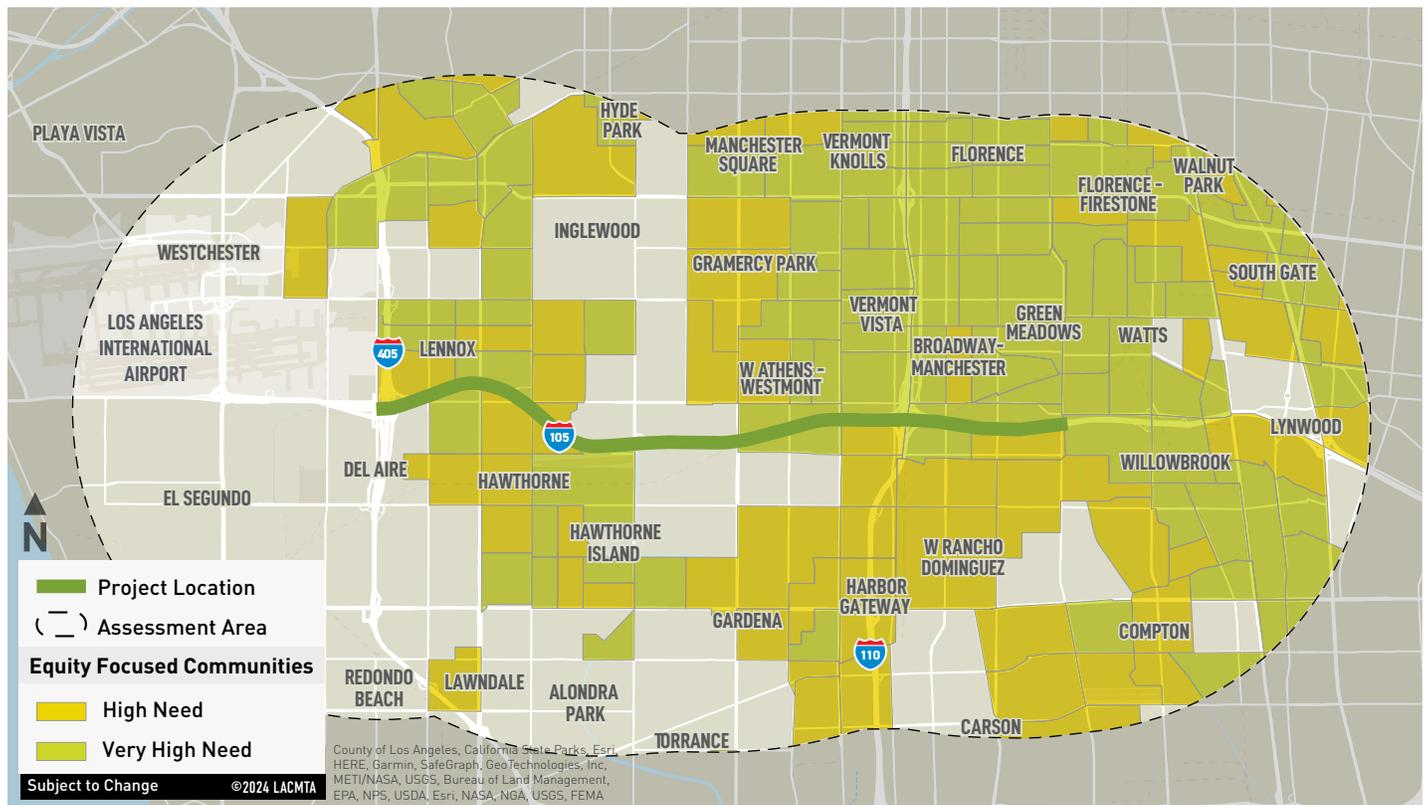 HYDE
PARK
PLAYA VISTA
MANCHESTER
SQUARE
VERMONT
KNOLLS
FLORENCE
WALNUT
PARK
FLORENCE -
FIRESTONE
INGLEWOOD
WESTCHESTER
GRAMERCY PARK
SOUTH GATE
LOS ANGELES
INTERNATIONAL
AIRPORT
VERMONT
VISTA
GREEN
MEADOWS
WATTS
405
LENNOX
BROADWAY-
MANCHESTER
W ATHENS -
WESTMONT
105
LYNWOOD
DEL AIRE
HAWTHORNE
WILLOWBROOK
EL SEGUNDO
N
HAWTHORNE
ISLAND
W RANCHO
DOMINGUEZ
HARBOR
GATEWAY
GARDENA
COMPTON
110
REDONDO
BEACH
LAWNDALE
ALONDRA
PARK
CARSON
TORRANCE
Project Location
Assessment Area
Equity Focused Communities
High Need
Very High Need
Subject to Change ©2024 LACMTA
County of Los Angeles, California State Parks, Esri,
HERE, Garmin, SafeGraph, GeoTechnologies, Inc,
METI/NASA, USGS, Bureau of Land Management,
EPA, NPS, USDA, Esri, NASA, NGA, USGS, FEMA